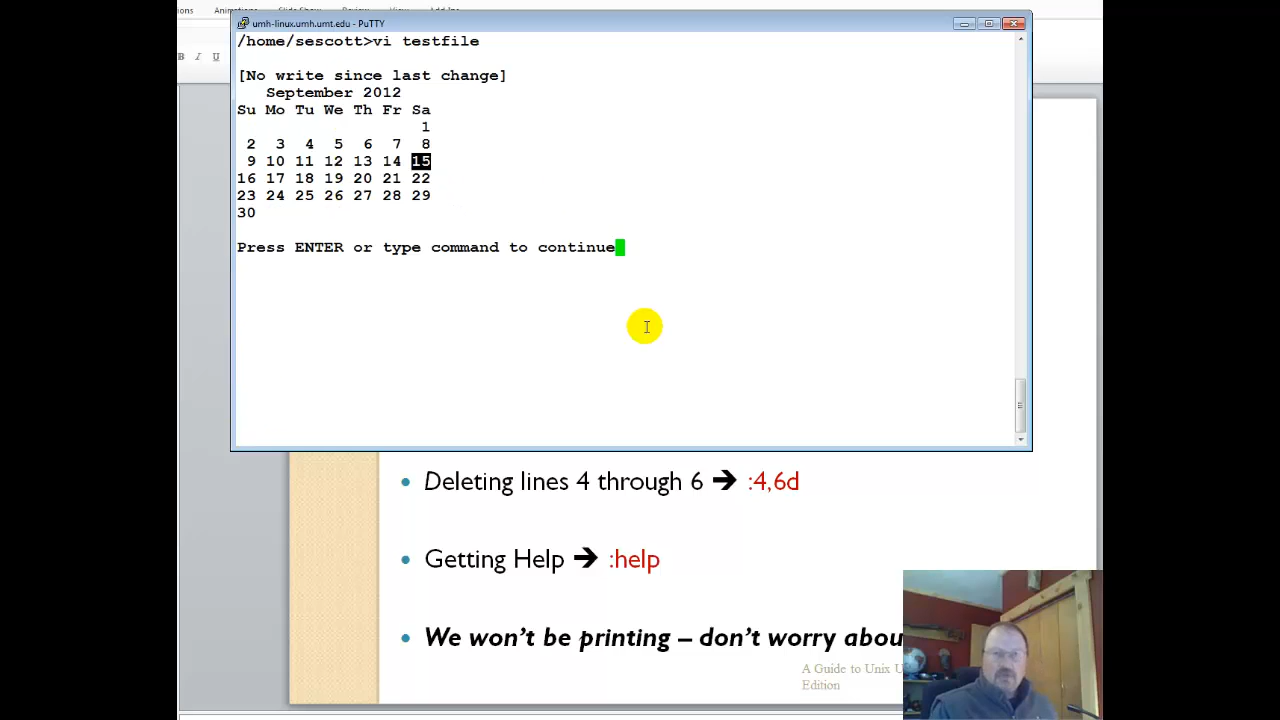 umh-linux.umh.umt.edu - PuTTY
/home/sescott>vi testfile
[No write since last change]
September 2012
Su Mo Tu We Th Fr Sa
1
2 3 4 5 6 7 8
9 10 11 12 13 14 15
16 17 18 19 20 21 22
23 24 25 26 27 28 29
30
Press ENTER or type command to continue
B I U
• Deleting lines 4 through 6 ➔ :4,6d
• Getting Help ➔ :help
• We won't be printing – don't worry abou
A Guide to Unix U
Edition